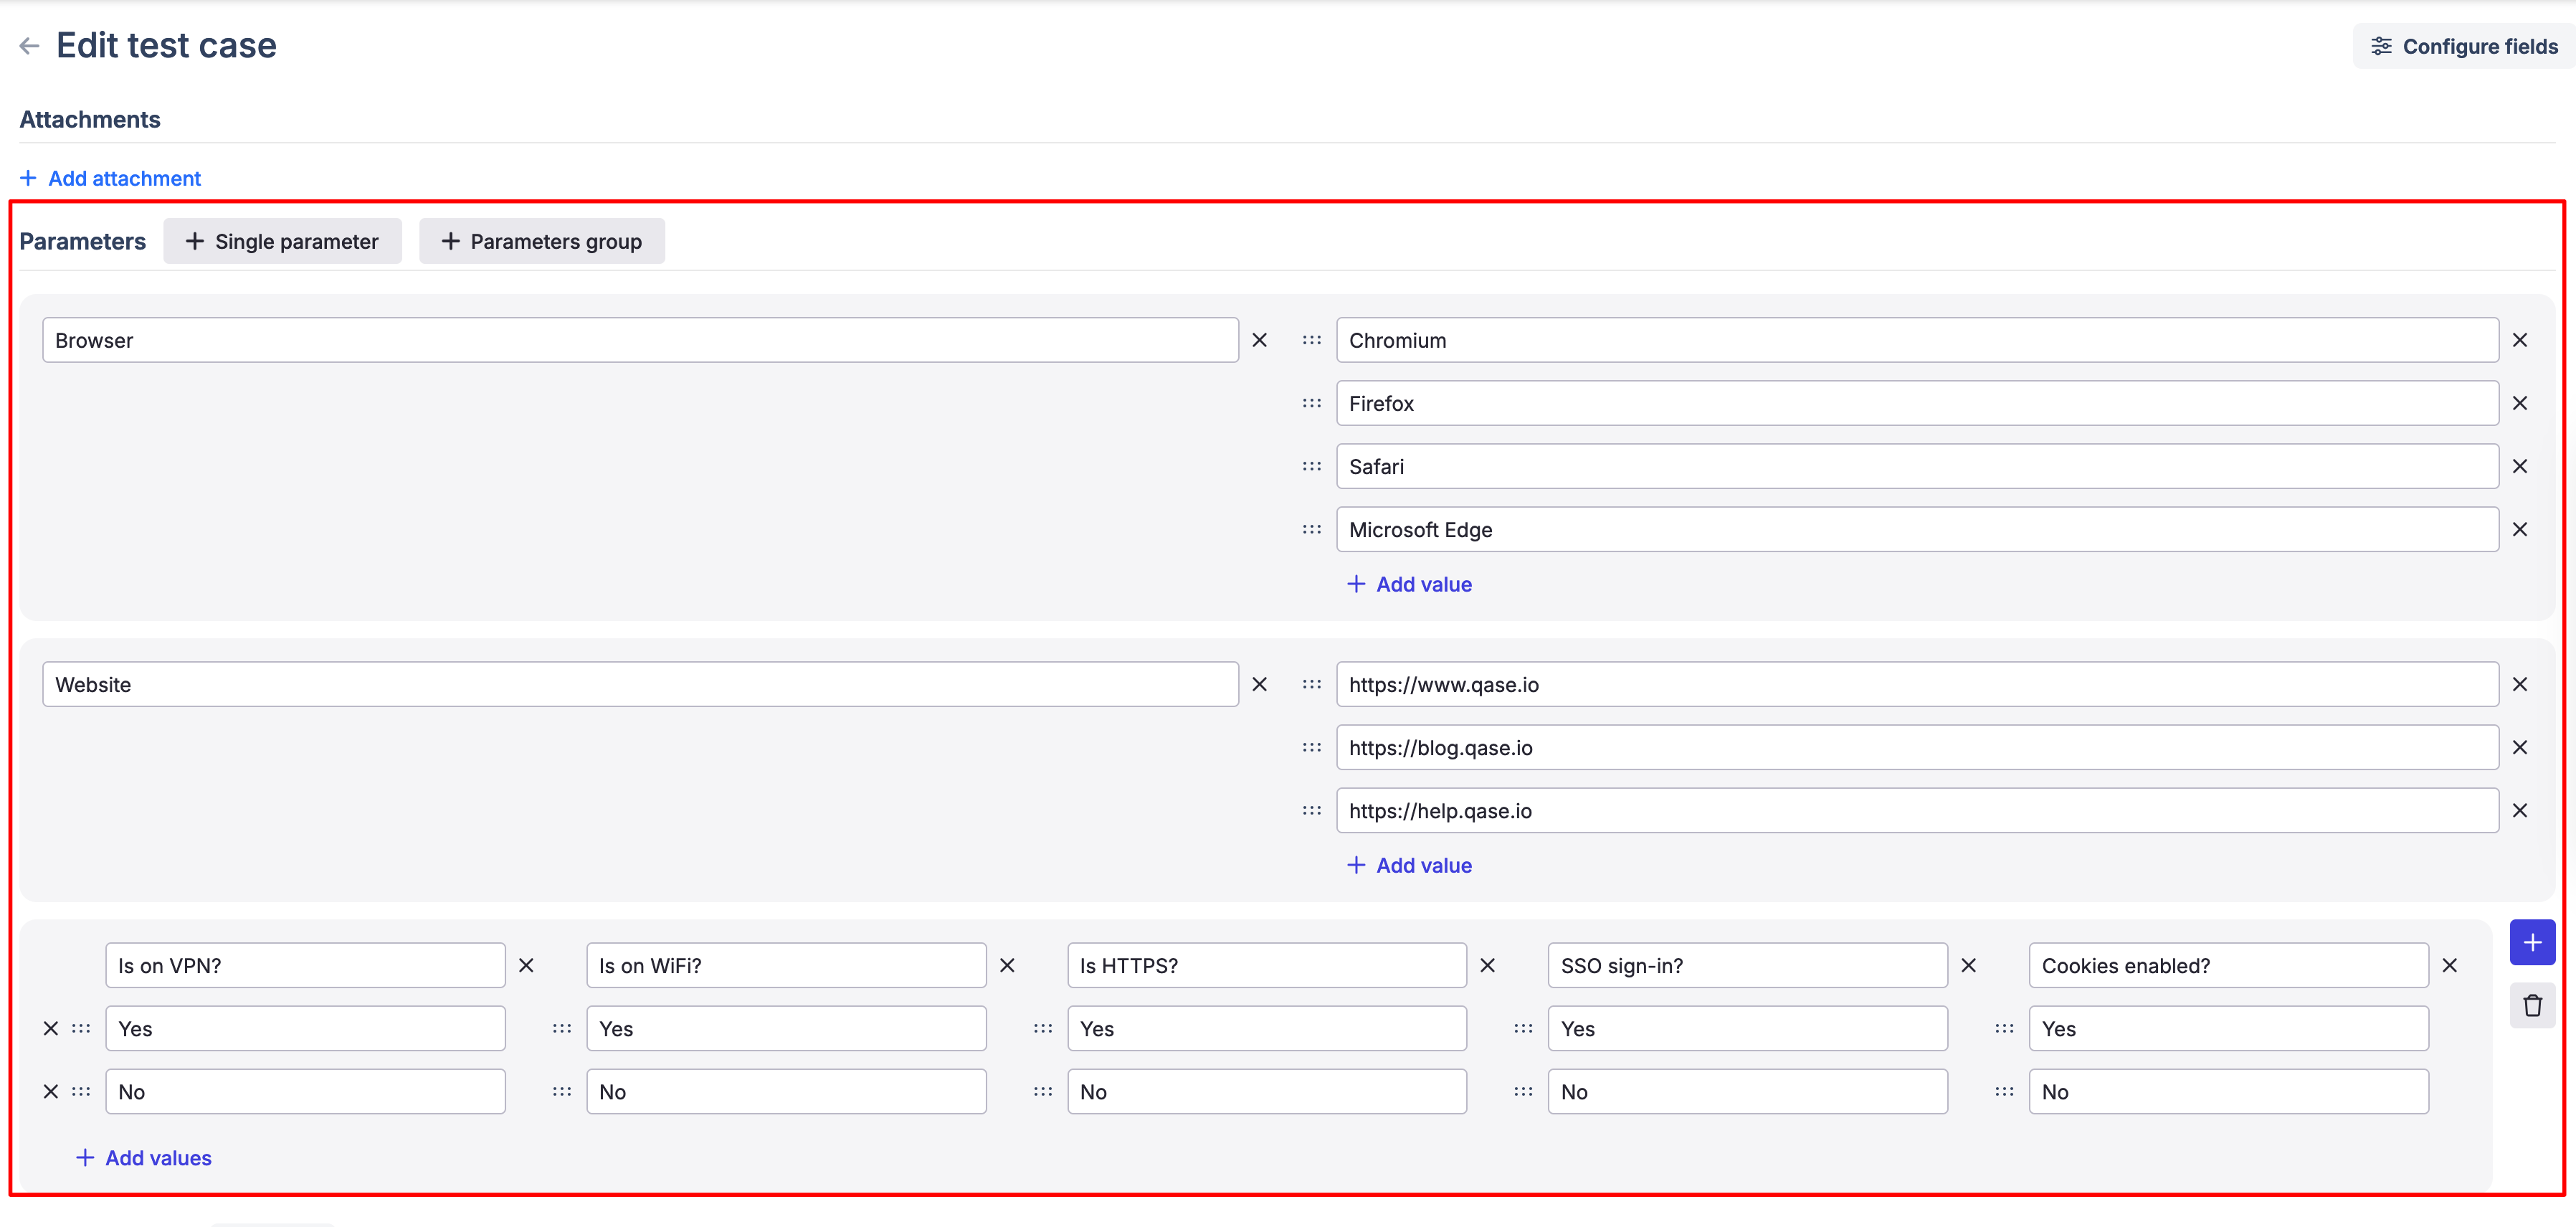 Edit test case
Configure fields
Attachments
Add attachment
Parameters
Single parameter
Parameters group
Browser
Chromium
Firefox
Safari
Microsoft Edge
Add value
Website
https://www.qase.io
https://blog.qase.io
https://help.qase.io
Add value
Is on VPN? Is on WiFi? Is HTTPS? SSO sign-in? Cookies enabled?
Yes Yes Yes Yes Yes
No No No No No
Add values